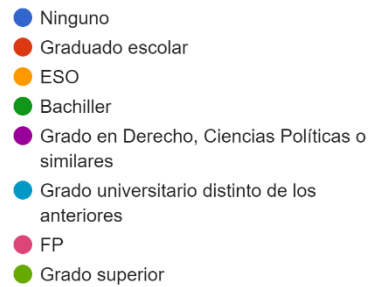 Ninguno
Graduado escolar
ESO
Bachiller
Grado en Derecho, Ciencias Políticas o
similares
Grado universitario distinto de los
anteriores
FP
Grado superior